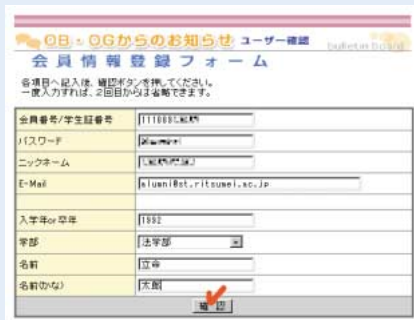 OB・OGからのお知らせ ユーザー確認
bulletin board
会員情報登録フォーム
各項目へ記入後、確認ボタンを押してください。
一度入力すれば、2回目からは省略できます。
会員番号/学生証番号
パスワード
ニックネーム
E-Mail alumni@st.ritsumei.ac.jp
入学年or卒年 1992
学部 法学部
名前 立命
名前(かな) 太郎
確認